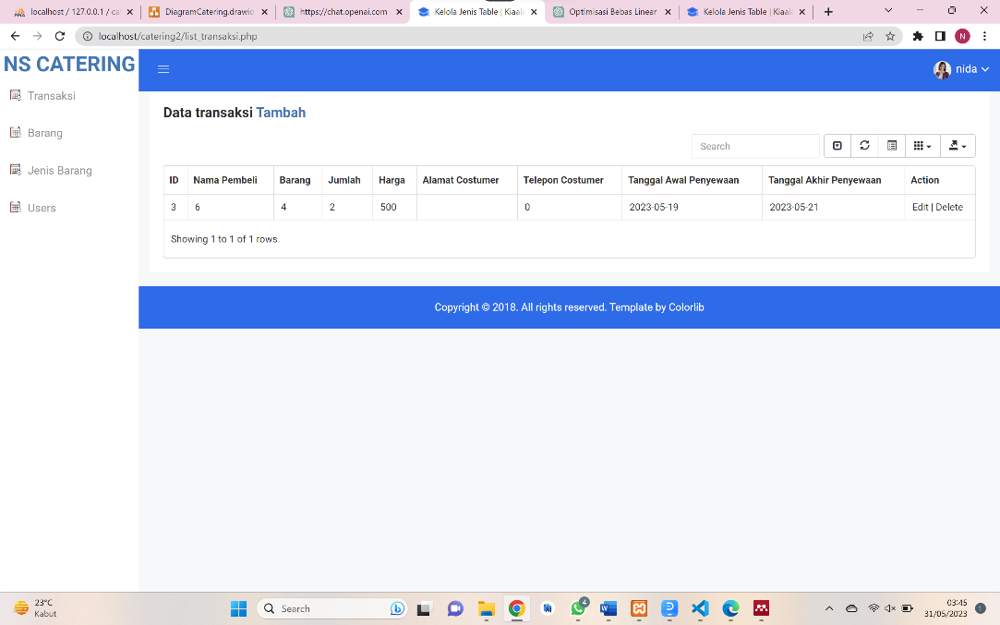 localhost / 127.0.0.1 / ca
DiagramCatering.drawio
https://chat.openai.com
Kelola Jenis Table | Kiaala
Optimisasi Bebas Linear
Kelola Jenis Table | Kiaala
localhost/catering2/list_transaksi.php
N
NS CATERING
nida
Transaksi
Barang
Jenis Barang
Users
Data transaksi Tambah
Search
ID Nama Pembeli Barang Jumlah Harga Alamat Costumer Telepon Costumer Tanggal Awal Penyewaan Tanggal Akhir Penyewaan Action
3 6 4 2 500 0 2023-05-19 2023-05-21 Edit | Delete
Showing 1 to 1 of 1 rows
Copyright © 2018. All rights reserved. Template by Colorlib
23°C
Kabut
Search
4
03:45
31/05/2023
1